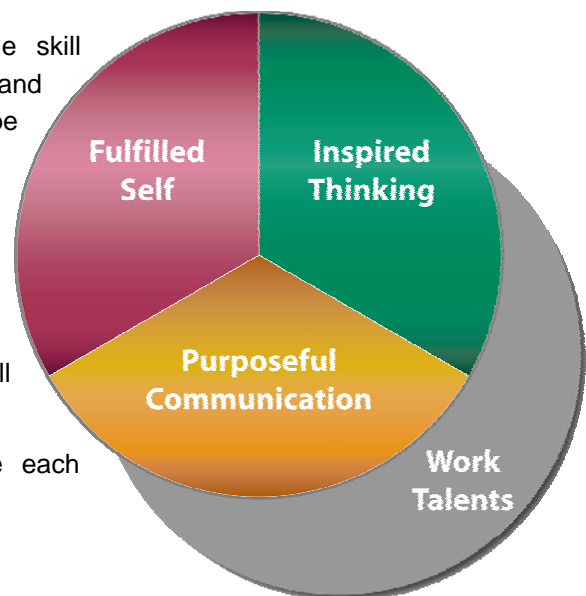 e skill
and
be
Fulfilled
Self
Inspired
Thinking
ll
Purposeful
Communication
e each
Work
Talents